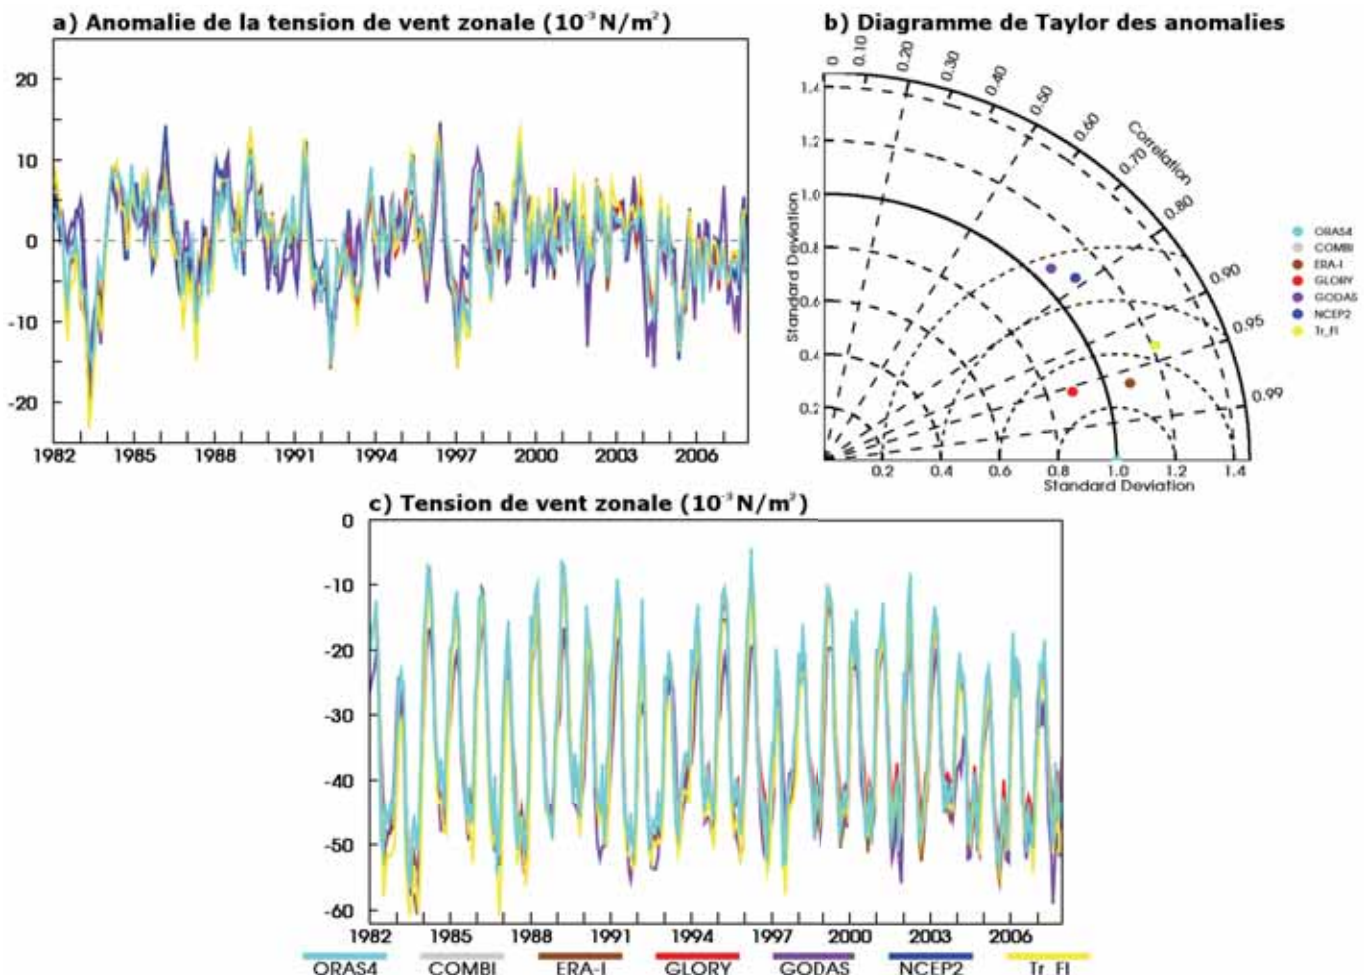 a) Anomalie de la tension de vent zonale (10⁻³N/m²)
20
10
0
-10
-20
1982 1985 1988 1991 1994 1997 2000 2003 2006
b) Diagramme de Taylor des anomalies
0 0.10 0.20 0.30 0.40 0.50 0.60 0.70 0.80 0.90 0.95 0.99
Correlation
Standard Deviation
1.4
1.2
1.0
0.8
0.6
0.4
0.2
0.2 0.4 0.6 0.8 1.0 1.2 1.4
Standard Deviation
ORAS4
COMBI
ERA-I
GLORY
GODAS
NCEP2
Tr_FI
c) Tension de vent zonale (10⁻³N/m²)
0
-10
-20
-30
-40
-50
-60
1982 1985 1988 1991 1994 1997 2000 2003 2006
ORAS4 COMBI ERA-I GLORY GODAS NCEP2 Tr_FI